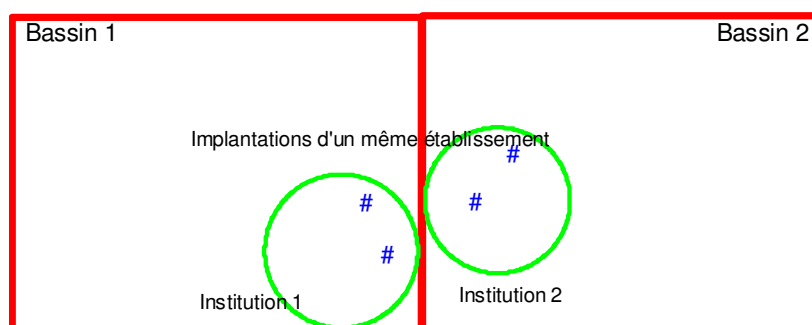 Bassin 1
Bassin 2
Implantations d'un même établissement
#
#
#
#
Institution 1
Institution 2